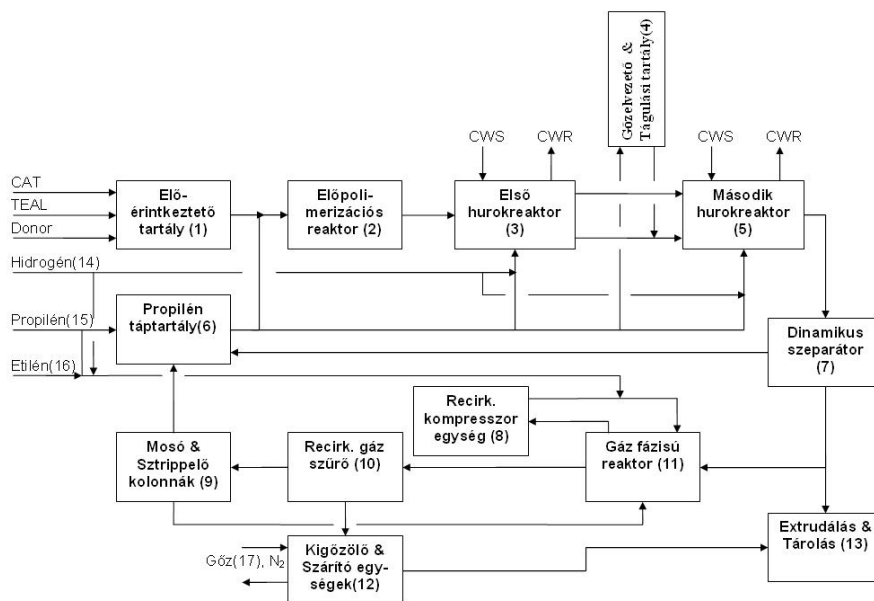 Gőzelvezető &
Tágulási tartály(4)
CWS
CWR
CWS
CWR
CAT
TEAL
Donor
Elő-
érintkeztető
tartály (1)
Előpoli-
merizációs
reaktor (2)
Első
hurokreaktor
(3)
Második
hurokreaktor
(5)
Hidrogén(14)
Propilén(15)
Etilén(16)
Propilén
táptartály(6)
Dinamikus
szeparátor
(7)
Recirk.
kompresszor
egység (8)
Mosó &
Sztrippelő
kolonnák (9)
Recirk. gáz
szűrő (10)
Gáz fázisú
reaktor (11)
Gőz(17), N2
Kigőzölő &
Szárító egy-
ségek(12)
Extrudálás &
Tárolás (13)